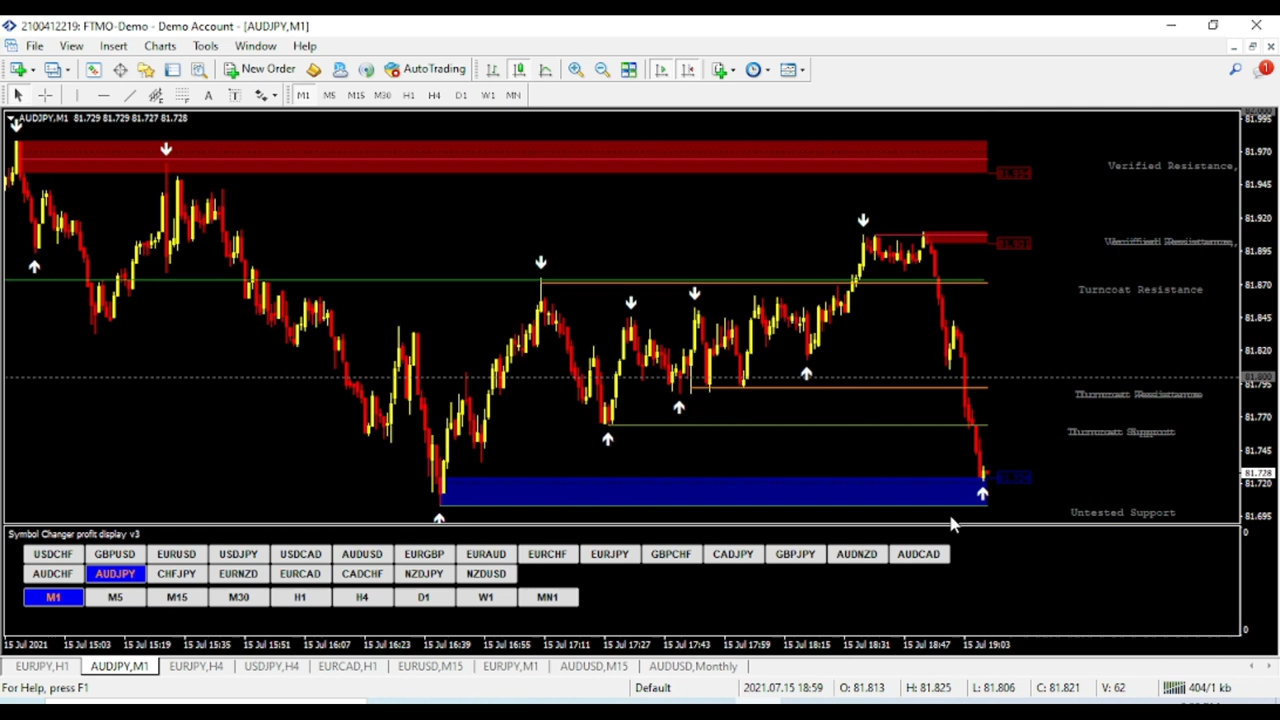 2100412219: FTMO-Demo - Demo Account - [AUDJPY,M1]
File View Insert Charts Tools Window Help
New Order AutoTrading 1
A T M1 M5 M15 M30 H1 H4 D1 W1 MN
AUDJPY,M1 81.729 81.729 81.727 81.728
81.995
81.970
Verified Resistance,
81.945
81.920
81.895
81.870
Turncoat Resistance
81.845
81.820
81.800
81.795
81.770
81.745
81.728
81.720
Untested Support
81.695
Symbol Changer profit display v3
0
USDCHF GBPUSD EURUSD USDJPY USDCAD AUDUSD EURGBP EURAUD EURCHF EURJPY GBPCHF CADJPY GBPJPY AUDNZD AUDCAD
AUDCHF AUDJPY CHFJPY EURNZD EURCAD CADCHF NZDJPY NZDUSD
M1 M5 M15 M30 H1 H4 D1 W1 MN1
0
15 Jul 2021 15 Jul 15:03 15 Jul 15:19 15 Jul 15:35 15 Jul 15:51 15 Jul 16:07 15 Jul 16:23 15 Jul 16:39 15 Jul 16:55 15 Jul 17:11 15 Jul 17:27 15 Jul 17:43 15 Jul 17:59 15 Jul 18:15 15 Jul 18:31 15 Jul 18:47 15 Jul 19:03
EURJPY,H1 AUDJPY,M1 EURJPY,H4 USDJPY,H4 EURCAD,H1 EURUSD,M15 EURJPY,M1 AUDUSD,M15 AUDUSD,Monthly
For Help, press F1 Default 2021.07.15 18:59 O: 81.813 H: 81.825 L: 81.806 C: 81.821 V: 62 404/1 kb